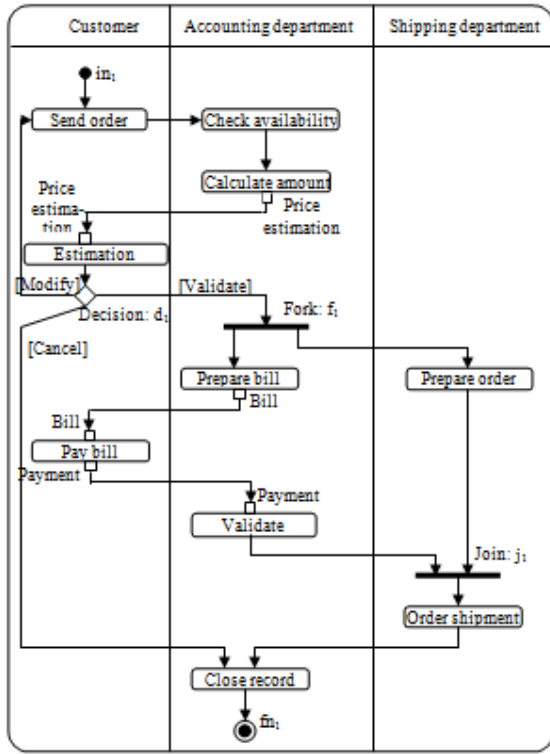 Customer
Accounting department
Shipping department
in₁
Send order
Check availability
Calculate amount
Price
estima-
tion
Price
estimation
Estimation
[Modify]
[Validate]
Decision: d₁
Fork: f₁
[Cancel]
Prepare bill
Prepare order
Bill
Bill
Pay bill
Payment
Payment
Validate
Join: j₁
Order shipment
Close record
fn₁